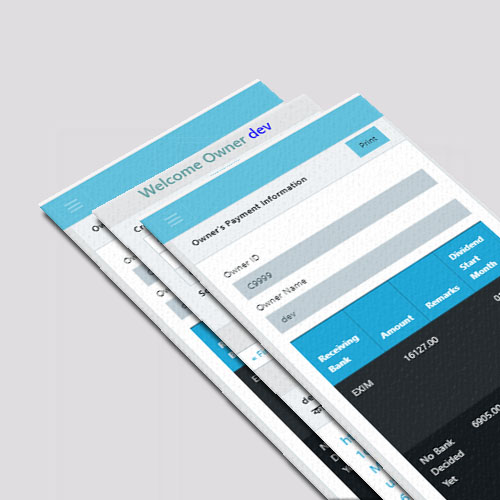 Welcome Owner dev
Print
Owner's Payment Information
Owner ID
C9999
Owner Name
dev
Receiving Bank
Amount
Remarks
Dividend Start Month
EXIM
16127.00
No Bank Decided Yet
6905.00